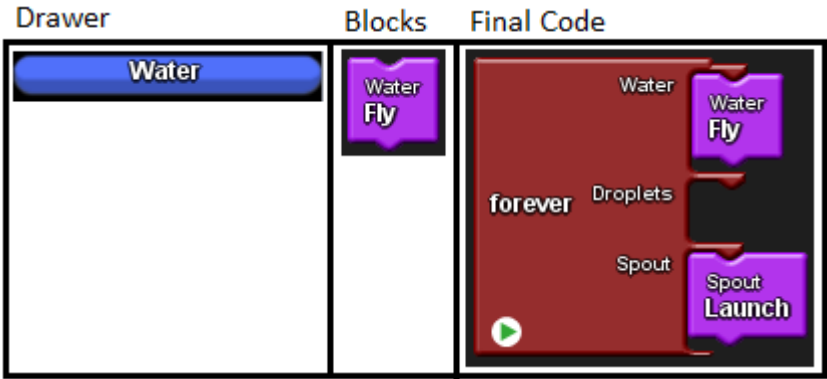 Drawer
Blocks
Final Code
Water
Water
Fly
forever
Water
Water
Fly
Droplets
Spout
Spout
Launch